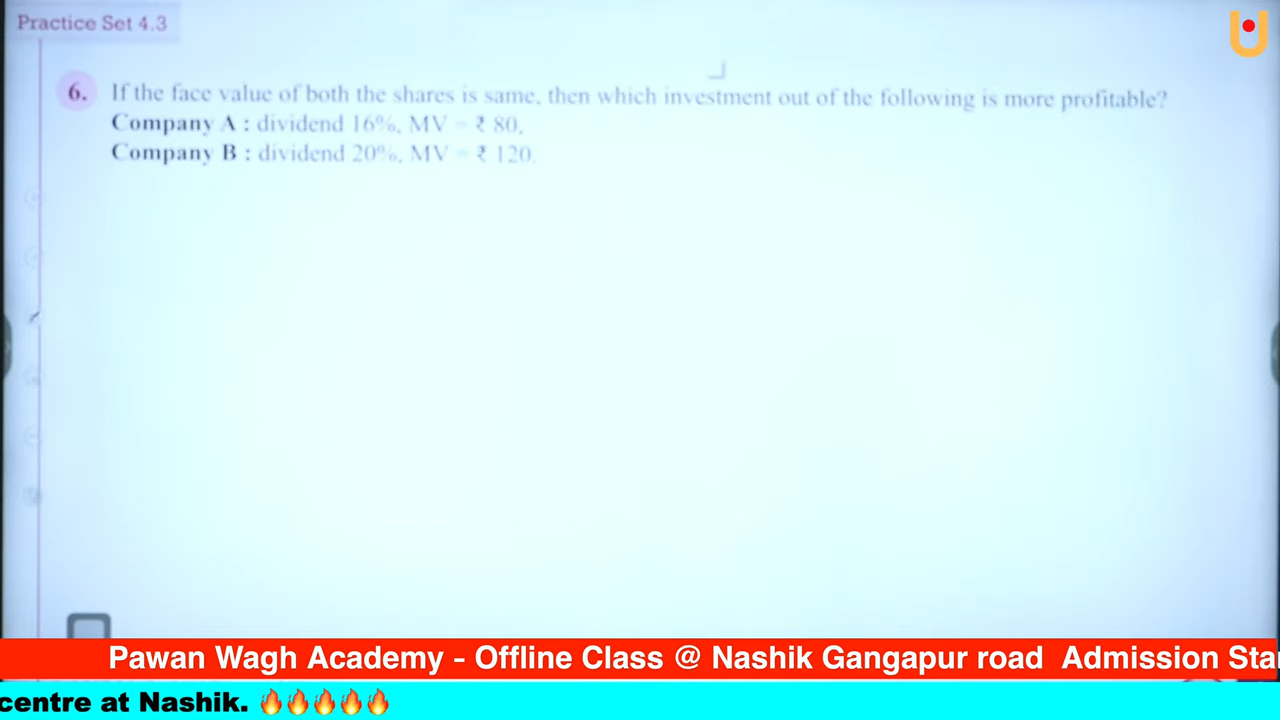 Practice Set 4.3
6. If the face value of both the shares is same, then which investment out of the following is more profitable?
Company A : dividend 16%, MV = ₹ 80,
Company B : dividend 20%, MV = ₹ 120.
Pawan Wagh Academy - Offline Class @ Nashik Gangapur road Admission Sta
centre at Nashik. 🔥🔥🔥🔥🔥